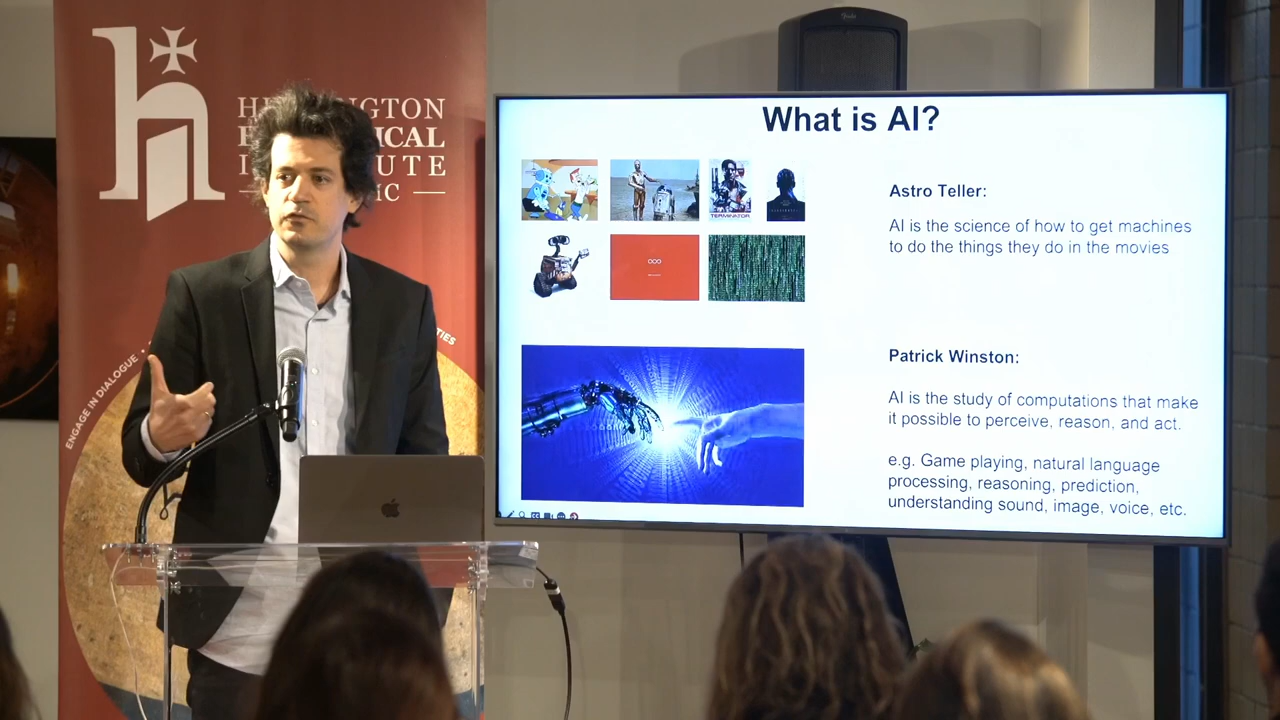 What is AI?
Astro Teller:
AI is the science of how to get machines
to do the things they do in the movies
TERMINATOR
Patrick Winston:
AI is the study of computations that make
it possible to perceive, reason, and act.
e.g. Game playing, natural language
processing, reasoning, prediction,
understanding sound, image, voice, etc.
h
ENGAGE IN DIALOGUE •
TIES